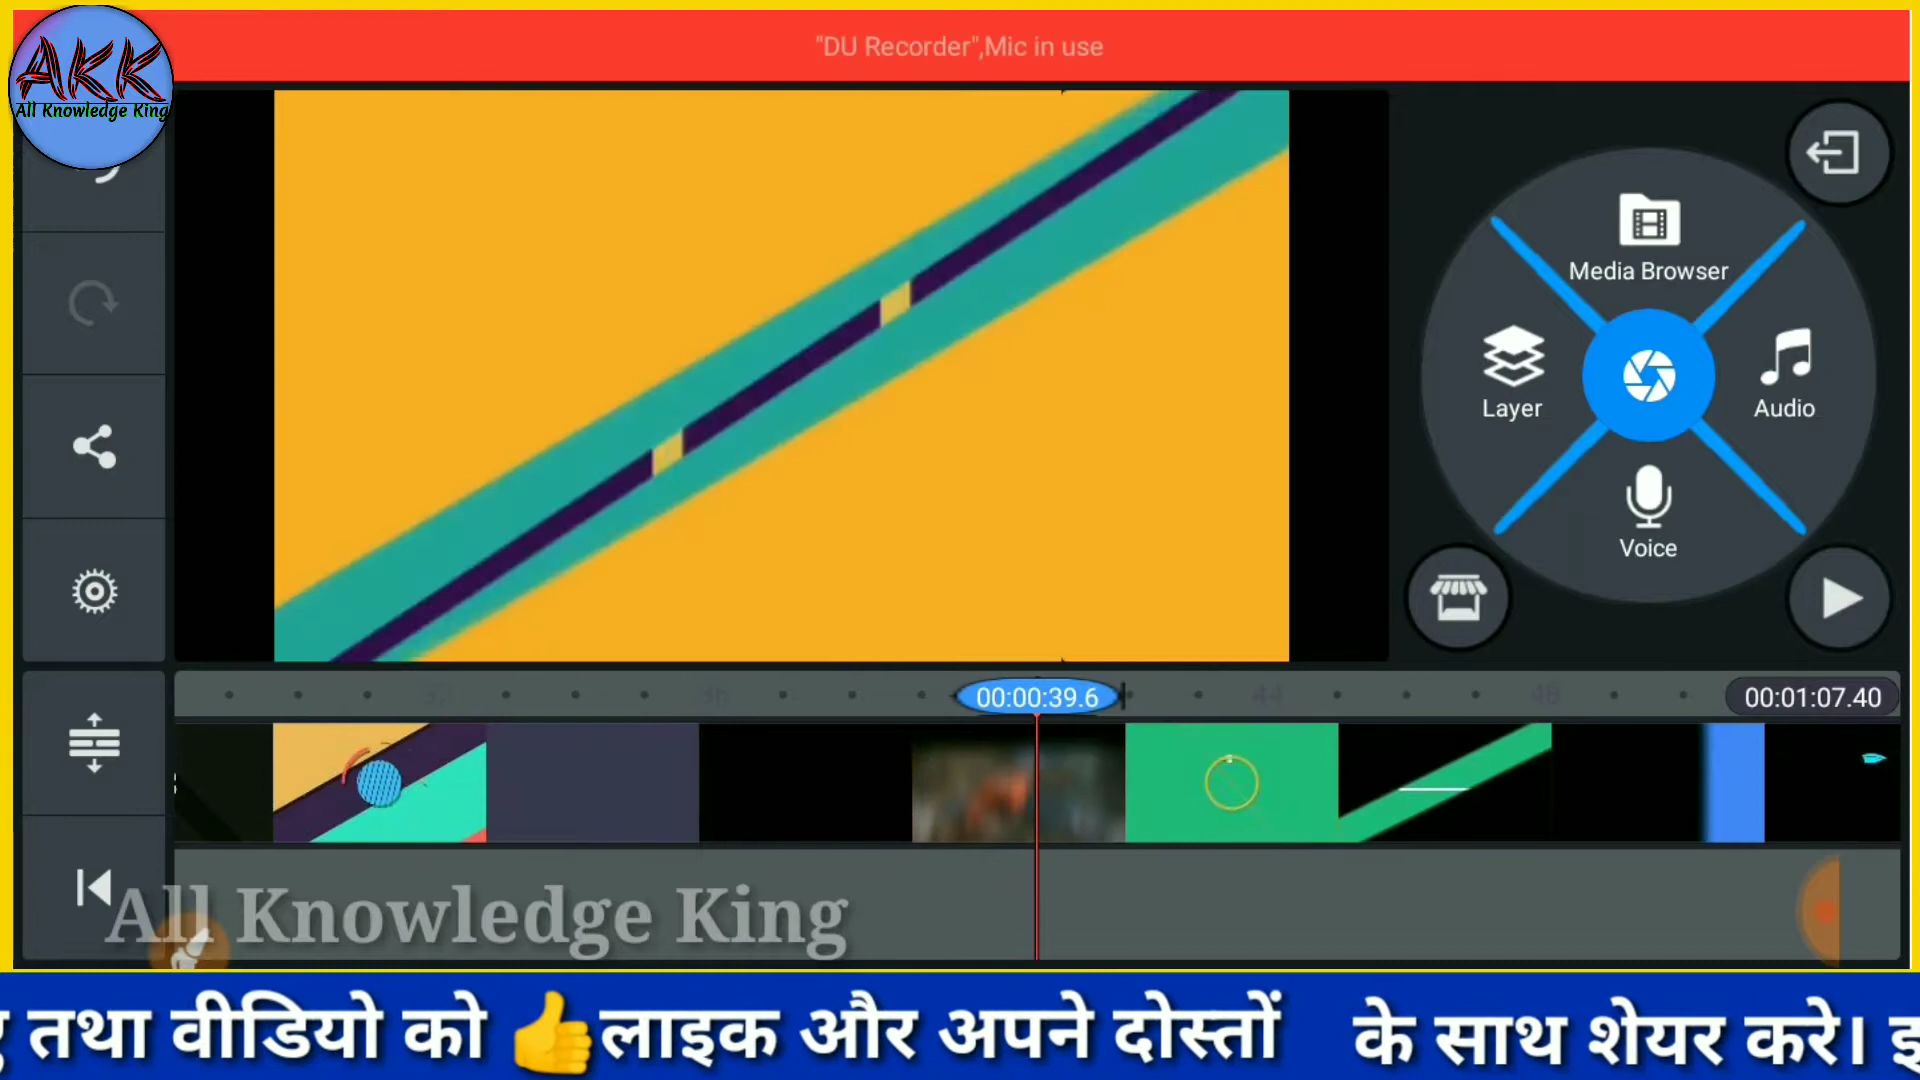 "DU Recorder",Mic in use
AKK
All Knowledge King
Media Browser
Layer
Audio
Voice
00:00:39.6
00:01:07.40
All Knowledge King
तथा वीडियो को 👍लाइक और अपने दोस्तों के साथ शेयर करे।